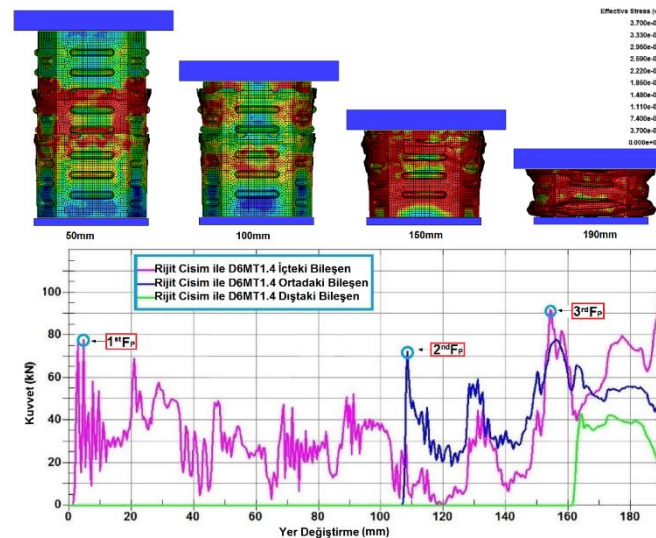 Effective Stress (v
3.700e-0
3.330e-0
2.960e-0
2.590e-0
2.220e-0
1.850e-0
1.480e-0
1.110e-0
7.400e-0
3.700e-0
0.000e+0
50mm
100mm
150mm
190mm
Rijit Cisim ile D6MT1.4 İçteki Bileşen
Rijit Cisim ile D6MT1.4 Ortadaki Bileşen
Rijit Cisim ile D6MT1.4 Dıştaki Bileşen
1stFP
2ndFP
3rdFP
100
80
60
40
20
0
Kuvvet (kN)
0 20 40 60 80 100 120 140 160 180
Yer Değiştirme (mm)